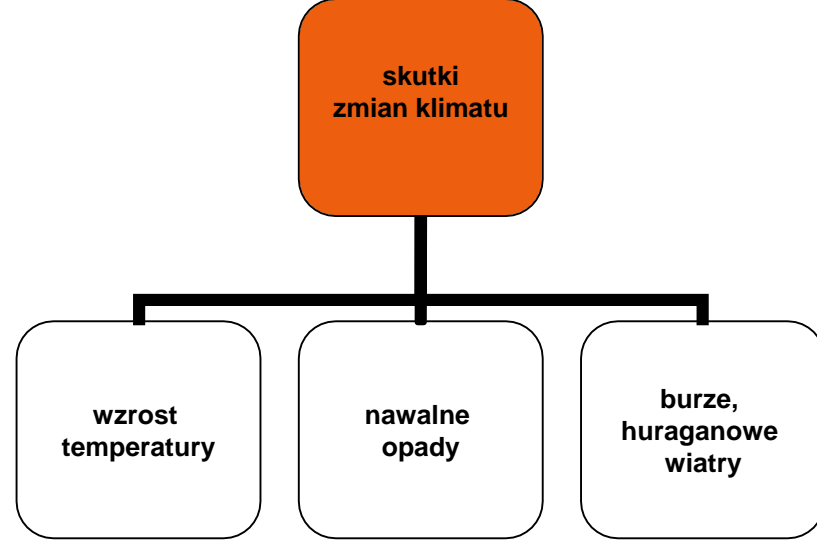 skutki
zmian klimatu
wzrost
temperatury
nawalne
opady
burze,
huraganowe
wiatry